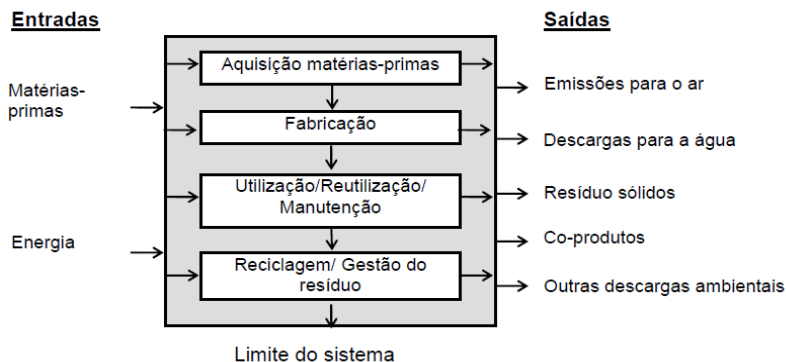 Entradas
Saídas
Aquisição matérias-primas
Matérias-
primas
Emissões para o ar
Fabricação
Descargas para a água
Utilização/Reutilização/
Manutenção
Resíduo sólidos
Energia
Co-produtos
Reciclagem/ Gestão do
resíduo
Outras descargas ambientais
Limite do sistema